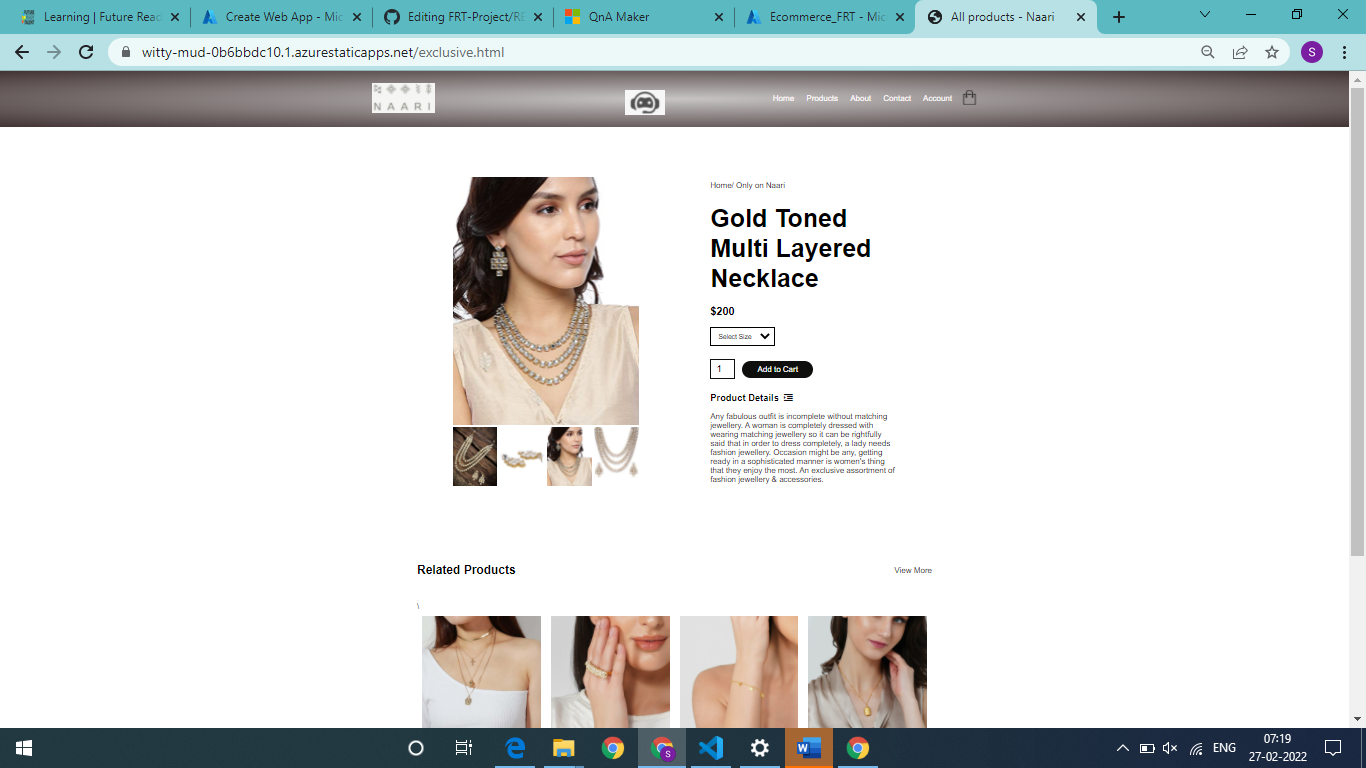 Learning | Future Read
Create Web App - Mic
Editing FRT-Project/RE
QnA Maker
Ecommerce_FRT - Mic
All products - Naari
witty-mud-0b6bbdc10.1.azurestaticapps.net/exclusive.html
S
NAARI
Home
Products
About
Contact
Account
Home/ Only on Naari
Gold Toned
Multi Layered
Necklace
$200
Select Size
1
Add to Cart
Product Details
Any fabulous outfit is incomplete without matching
jewellery. A woman is completely dressed with
wearing matching jewellery so it can be rightfully
said that in order to dress completely, a lady needs
fashion jewellery. Occasion might be any, getting
ready in a sophisticated manner is women's thing
that they enjoy the most. An exclusive assortment of
fashion jewellery & accessories.
Related Products
View More
\
S
ENG
07:19
27-02-2022